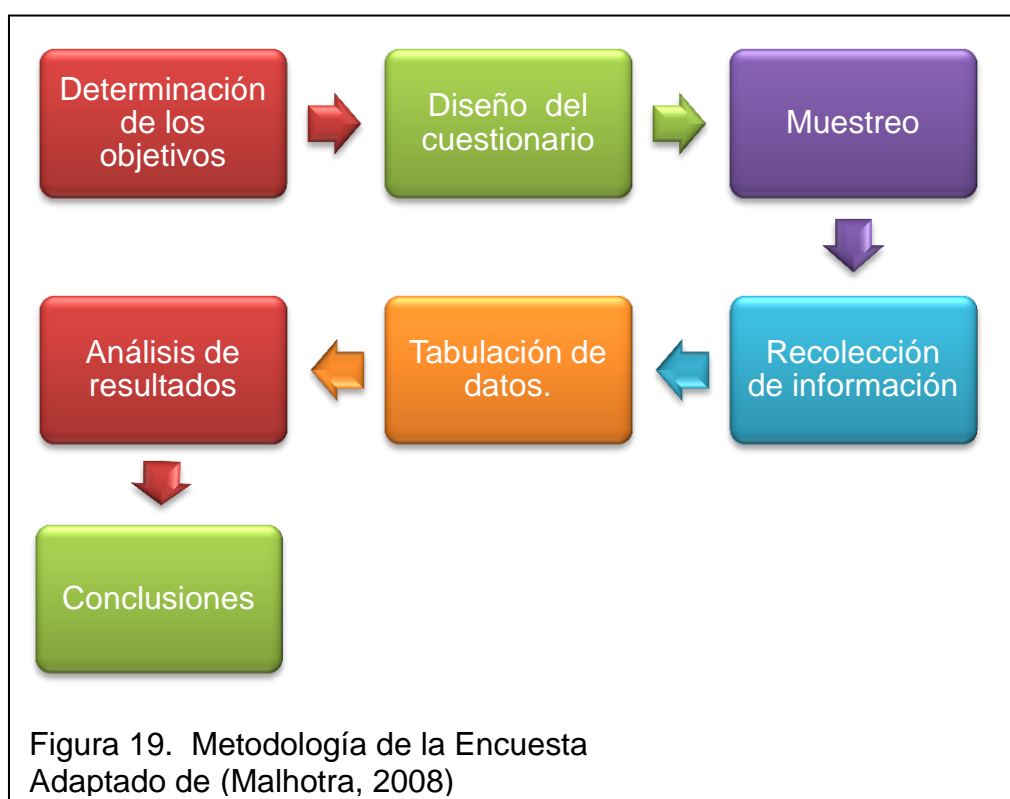 Determinación
de los
objetivos
Diseño del
cuestionario
Muestreo
Recolección
de información
Tabulación de
datos.
Análisis de
resultados
Conclusiones
Figura 19. Metodología de la Encuesta
Adaptado de (Malhotra, 2008)